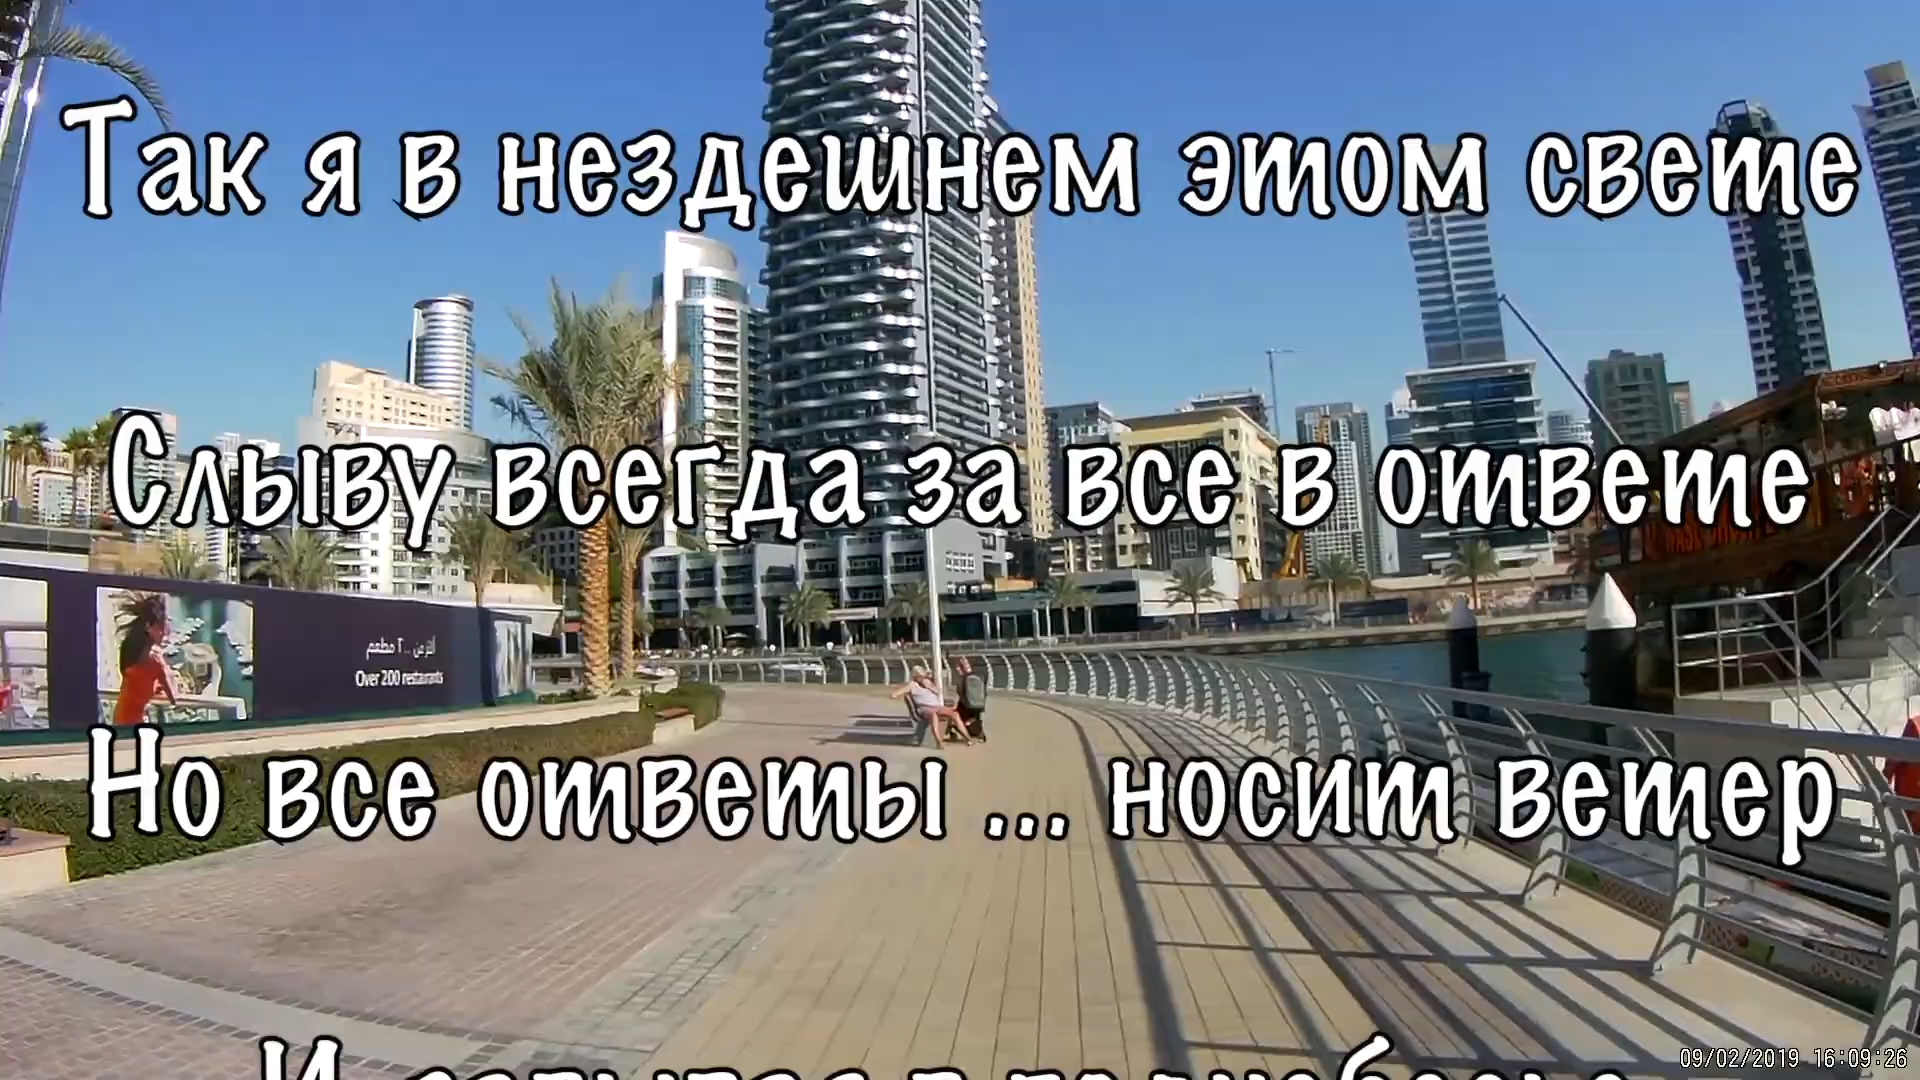 Так я в нездешнем этом свете
Слыву всегда за все в ответе
Over 200 restaurants
Но все ответы ... носит ветер
09/02/2019 16:09:26